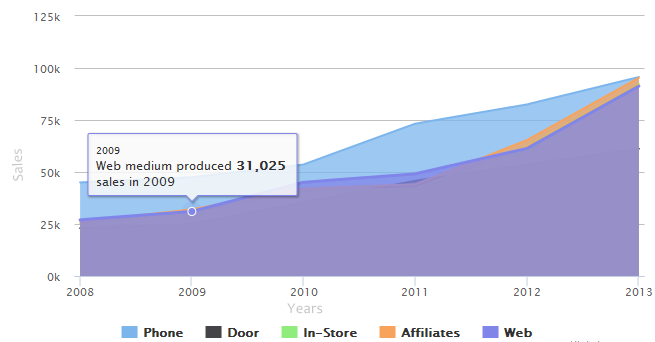 125k
100k
75k
50k
25k
0k
Sales
2009
Web medium produced 31,025
sales in 2009
2008
2009
2010
2011
2012
2013
Years
Phone
Door
In-Store
Affiliates
Web